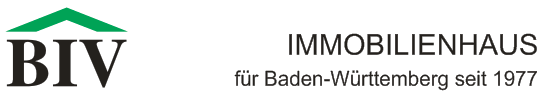 BIV
IMMOBILIENHAUS
für Baden-Württemberg seit 1977